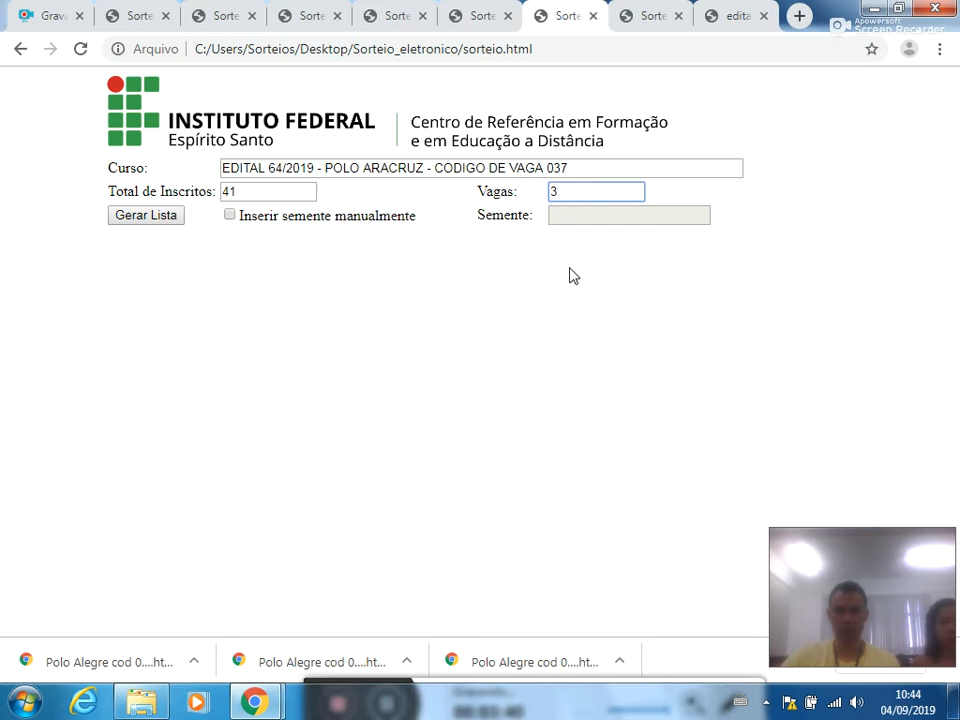 Grava
Sorte
Sorte
Sorte
Sorte
Sorte
Sorte
Sorte
edita
Apowersoft
Screen Recorder
Arquivo
C:/Users/Sorteios/Desktop/Sorteio_eletronico/sorteio.html
INSTITUTO FEDERAL
Espírito Santo
Centro de Referência em Formação
e em Educação a Distância
Curso: EDITAL 64/2019 - POLO ARACRUZ - CODIGO DE VAGA 037
Total de Inscritos: 41 Vagas: 3
Gerar Lista Inserir semente manualmente Semente:
Polo Alegre cod 0....ht...
Polo Alegre cod 0....ht...
Polo Alegre cod 0....ht...
10:44
04/09/2019